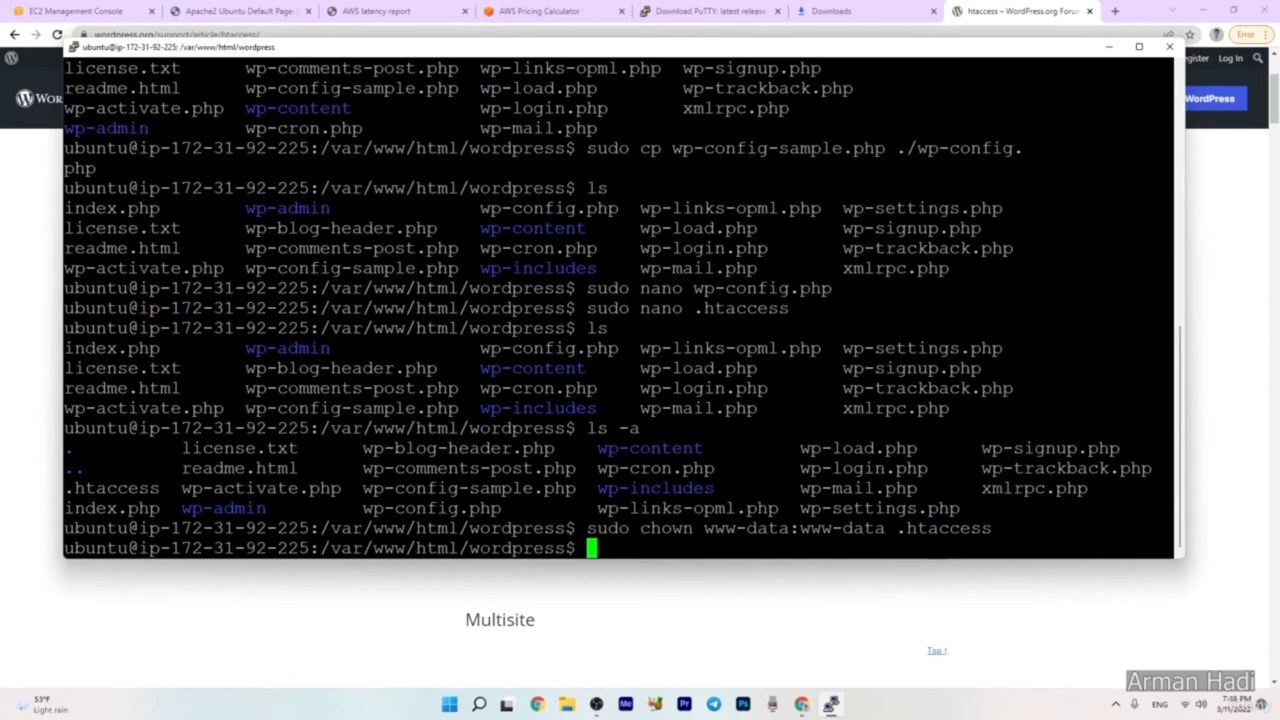 EC2 Management Console
Apache2 Ubuntu Default Page: I
AWS latency report
AWS Pricing Calculator
Download PuTTY: latest release
Downloads
htaccess – WordPress.org Forum
wordpress.org/support/article/htaccess/
Error
ubuntu@ip-172-31-92-225: /var/www/html/wordpress
Log In
WordPress
license.txt wp-comments-post.php wp-links-opml.php wp-signup.php
readme.html wp-config-sample.php wp-load.php wp-trackback.php
wp-activate.php wp-content wp-login.php xmlrpc.php
wp-admin wp-cron.php wp-mail.php
ubuntu@ip-172-31-92-225:/var/www/html/wordpress$ sudo cp wp-config-sample.php ./wp-config.
php
ubuntu@ip-172-31-92-225:/var/www/html/wordpress$ ls
index.php wp-admin wp-config.php wp-links-opml.php wp-settings.php
license.txt wp-blog-header.php wp-content wp-load.php wp-signup.php
readme.html wp-comments-post.php wp-cron.php wp-login.php wp-trackback.php
wp-activate.php wp-config-sample.php wp-includes wp-mail.php xmlrpc.php
ubuntu@ip-172-31-92-225:/var/www/html/wordpress$ sudo nano wp-config.php
ubuntu@ip-172-31-92-225:/var/www/html/wordpress$ sudo nano .htaccess
ubuntu@ip-172-31-92-225:/var/www/html/wordpress$ ls
index.php wp-admin wp-config.php wp-links-opml.php wp-settings.php
license.txt wp-blog-header.php wp-content wp-load.php wp-signup.php
readme.html wp-comments-post.php wp-cron.php wp-login.php wp-trackback.php
wp-activate.php wp-config-sample.php wp-includes wp-mail.php xmlrpc.php
ubuntu@ip-172-31-92-225:/var/www/html/wordpress$ ls -a
. license.txt wp-blog-header.php wp-content wp-load.php wp-signup.php
.. readme.html wp-comments-post.php wp-cron.php wp-login.php wp-trackback.php
.htaccess wp-activate.php wp-config-sample.php wp-includes wp-mail.php xmlrpc.php
index.php wp-admin wp-config.php wp-links-opml.php wp-settings.php
ubuntu@ip-172-31-92-225:/var/www/html/wordpress$ sudo chown www-data:www-data .htaccess
ubuntu@ip-172-31-92-225:/var/www/html/wordpress$
Multisite
Top ↑
Arman Hadi
53°F
Light rain
ENG
7:45 PM
3/11/2022